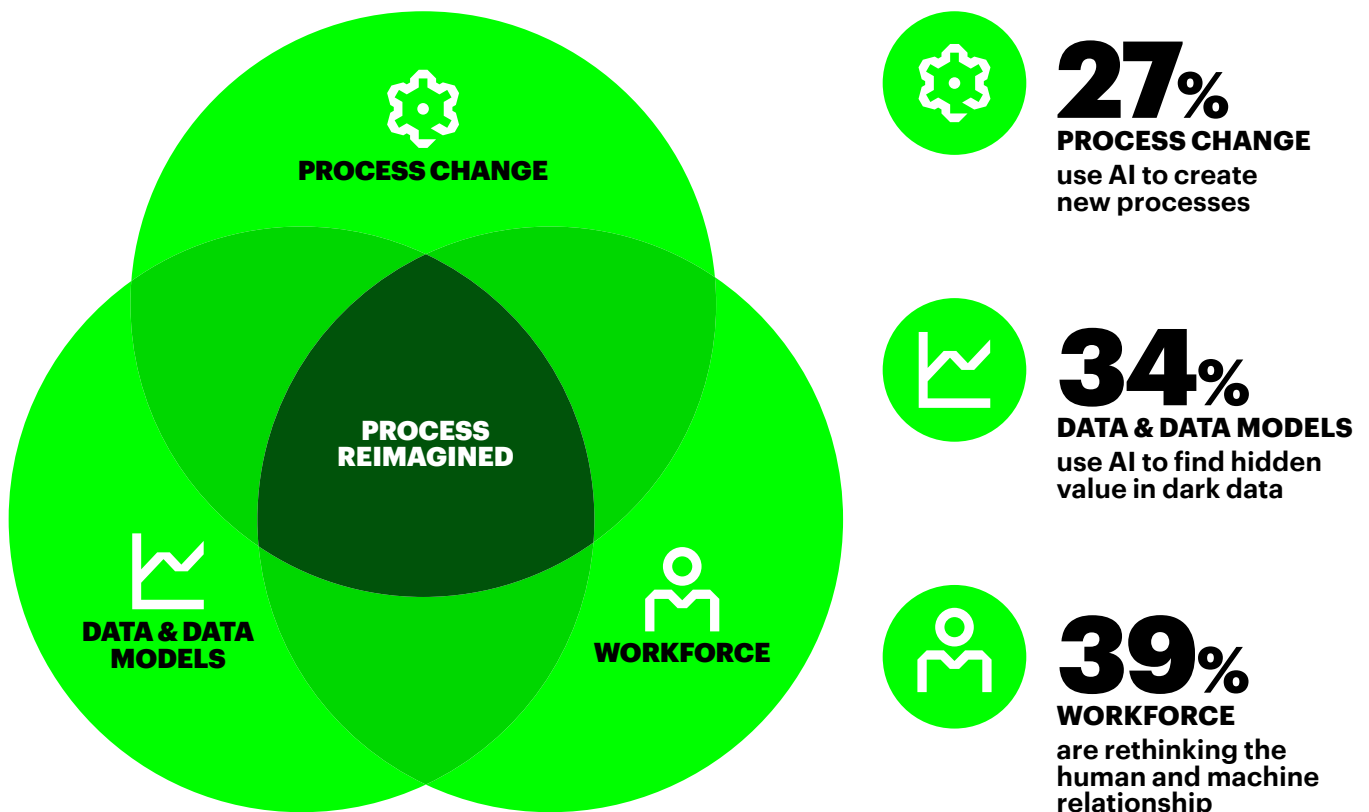 PROCESS CHANGE
PROCESS
REIMAGINED
DATA & DATA
MODELS
WORKFORCE
27%
PROCESS CHANGE
use AI to create
new processes
34%
DATA & DATA MODELS
use AI to find hidden
value in dark data
39%
WORKFORCE
are rethinking the
human and machine
relationship